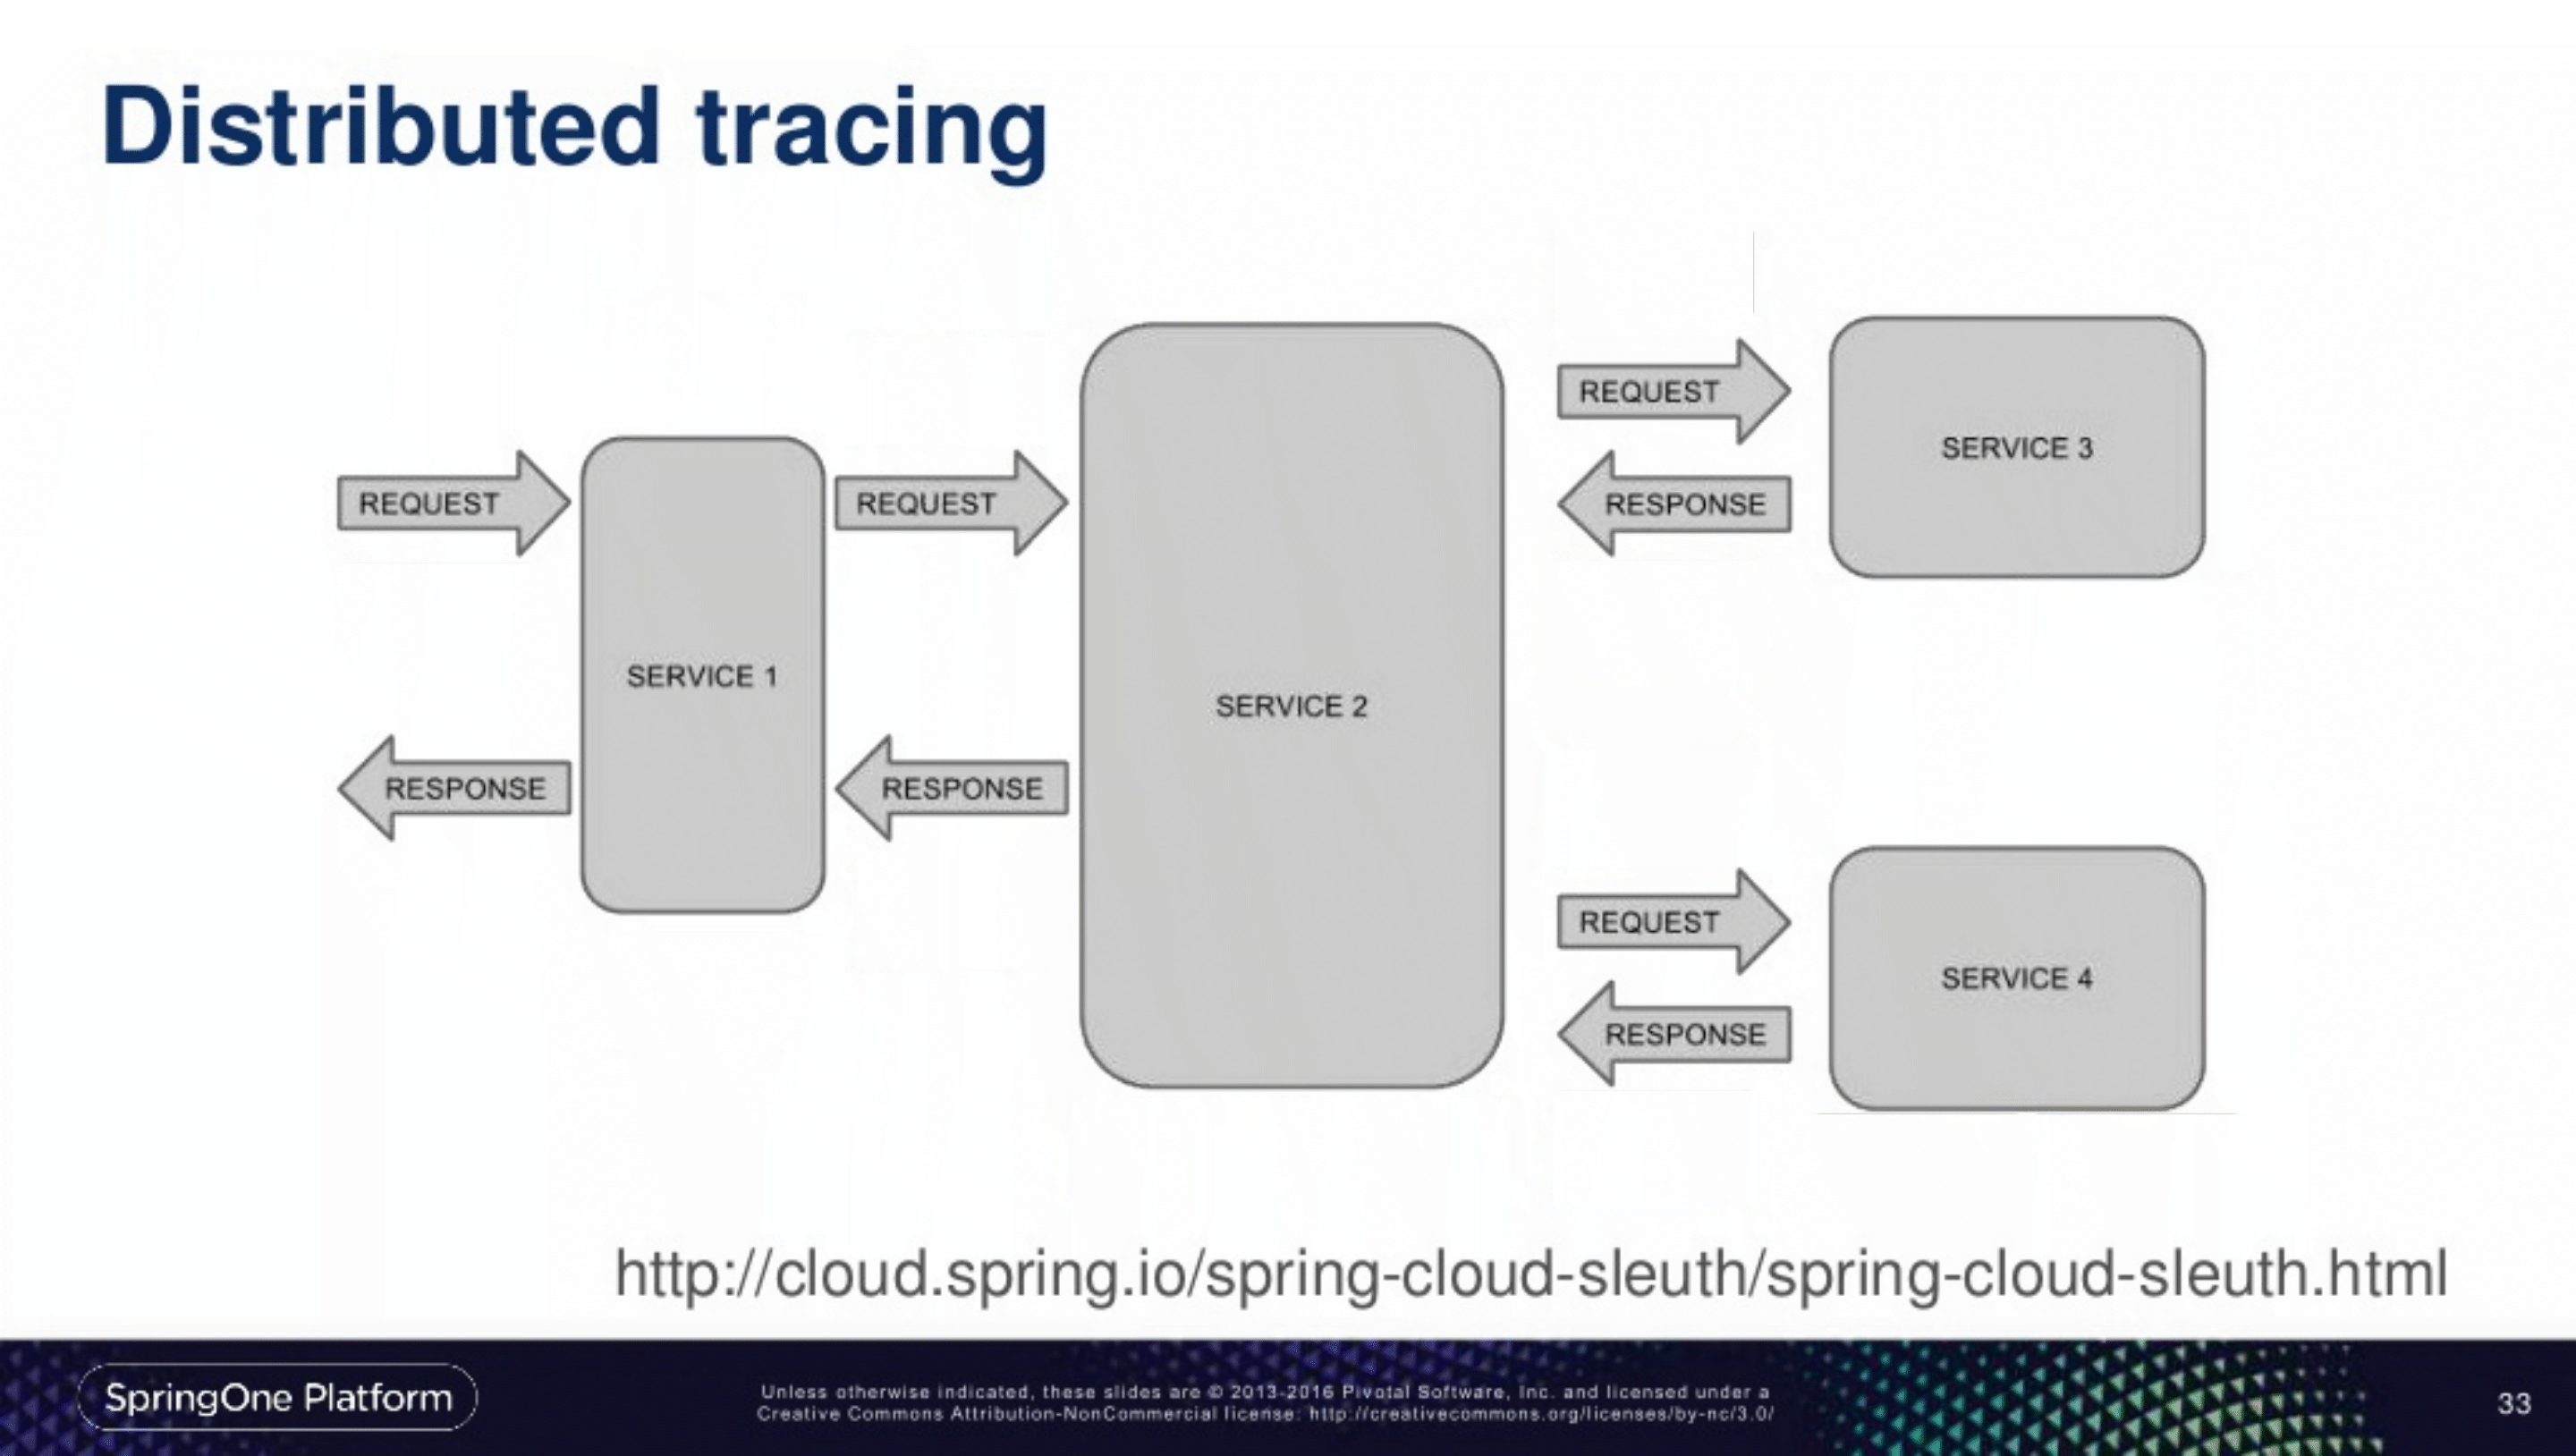 Distributed tracing
REQUEST
SERVICE 3
REQUEST
REQUEST
RESPONSE
SERVICE 1
SERVICE 2
RESPONSE
RESPONSE
REQUEST
SERVICE 4
RESPONSE
http://cloud.spring.io/spring-cloud-sleuth/spring-cloud-sleuth.html
SpringOne Platform
Unless otherwise indicated, these slides are © 2013-2016 Pivotal Software, Inc. and licensed under a
Creative Commons Attribution-NonCommercial license: http://creativecommons.org/licenses/by-nc/3.0/
33